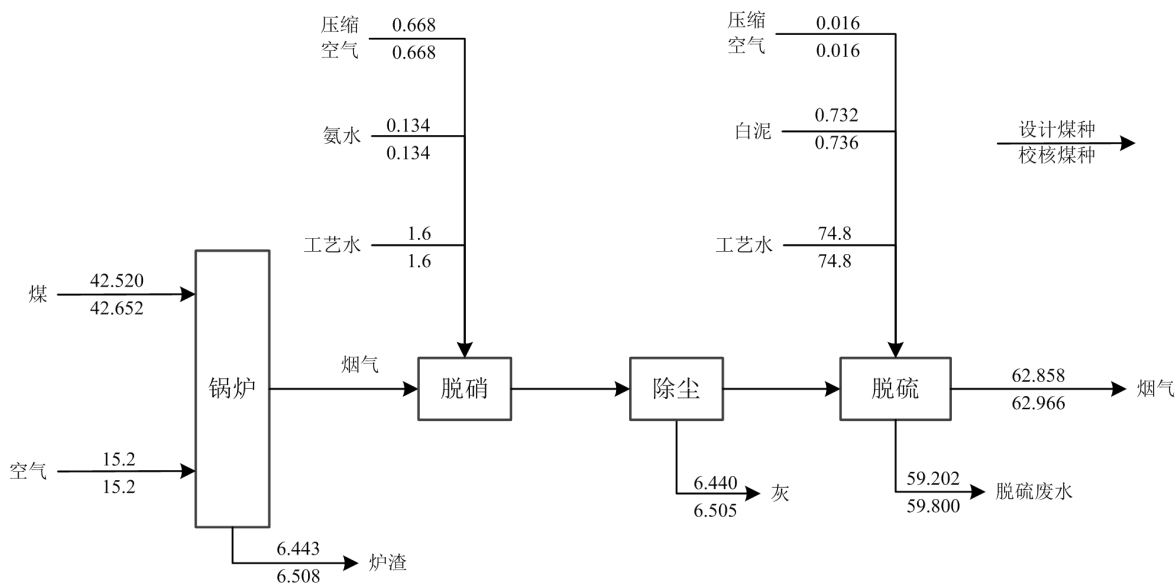 压缩
空气
0.668
0.668
氨水
0.134
0.134
工艺水
1.6
1.6
压缩
空气
0.016
0.016
白泥
0.732
0.736
工艺水
74.8
74.8
设计煤种
校核煤种
煤
42.520
42.652
空气
15.2
15.2
锅炉
6.443
6.508
炉渣
烟气
脱硝
除尘
6.440
6.505
灰
脱硫
59.202
59.800
脱硫废水
62.858
62.966
烟气